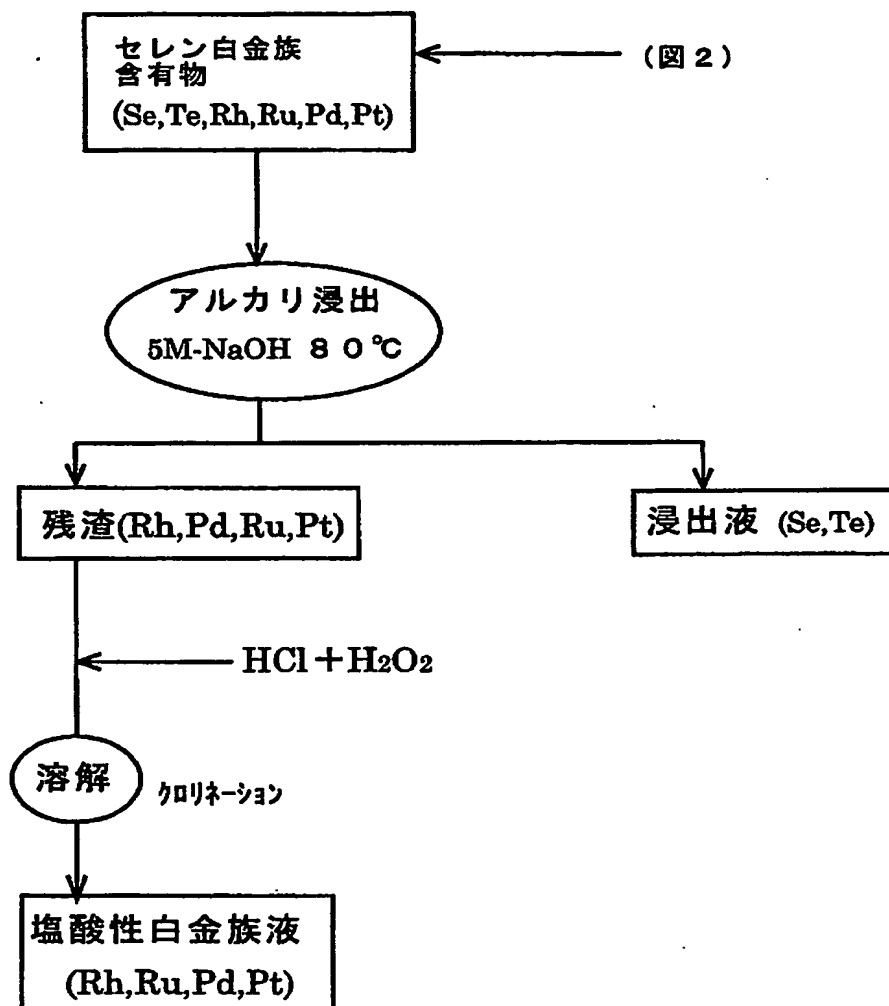 セレン白金族
含有物
(Se,Te,Rh,Ru,Pd,Pt)
(図2)
アルカリ浸出
5M-NaOH 80℃
残渣(Rh,Pd,Ru,Pt)
浸出液 (Se,Te)
HCl+H2O2
溶解
クロリネーション
塩酸性白金族液
(Rh,Ru,Pd,Pt)